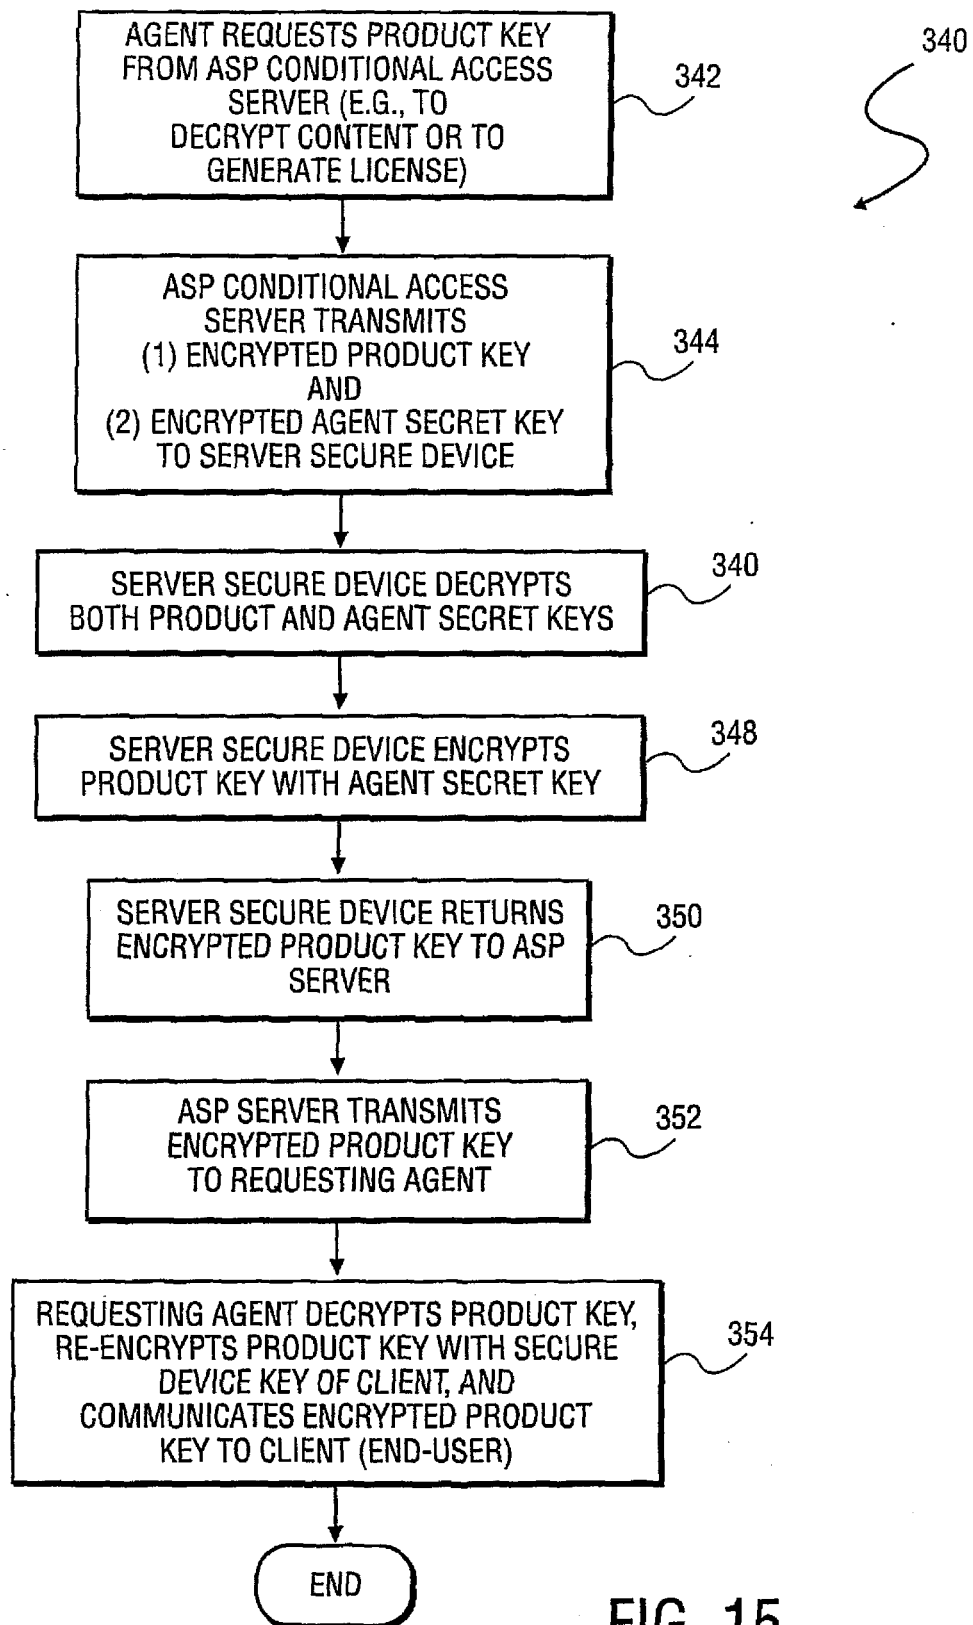 AGENT REQUESTS PRODUCT KEY
FROM ASP CONDITIONAL ACCESS
SERVER (E.G., TO
DECRYPT CONTENT OR TO
GENERATE LICENSE)
342
340
ASP CONDITIONAL ACCESS
SERVER TRANSMITS
(1) ENCRYPTED PRODUCT KEY
AND
(2) ENCRYPTED AGENT SECRET KEY
TO SERVER SECURE DEVICE
344
SERVER SECURE DEVICE DECRYPTS
BOTH PRODUCT AND AGENT SECRET KEYS
340
SERVER SECURE DEVICE ENCRYPTS
PRODUCT KEY WITH AGENT SECRET KEY
348
SERVER SECURE DEVICE RETURNS
ENCRYPTED PRODUCT KEY TO ASP
SERVER
350
ASP SERVER TRANSMITS
ENCRYPTED PRODUCT KEY
TO REQUESTING AGENT
352
REQUESTING AGENT DECRYPTS PRODUCT KEY,
RE-ENCRYPTS PRODUCT KEY WITH SECURE
DEVICE KEY OF CLIENT, AND
COMMUNICATES ENCRYPTED PRODUCT
KEY TO CLIENT (END-USER)
354
END
FIG. 15